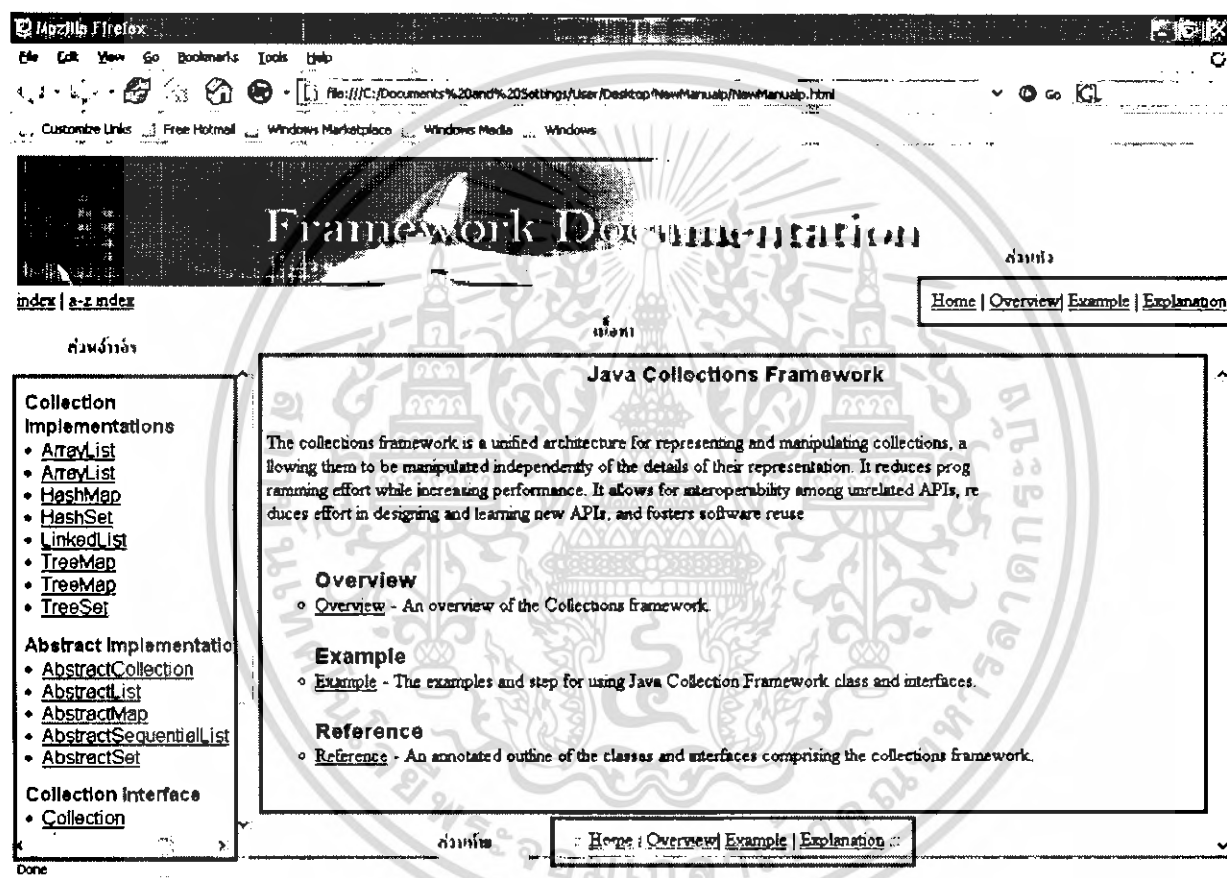 Mozilla Firefox
File Edit View Go Bookmarks Tools Help
file:///C:/Documents%20and%20Settings/User/Desktop/NewManualp/NewManualp.html
Go
Customize Links Free Hotmail Windows Marketplace Windows Media Windows
Framework Documentation
ส่วนหัว
index | a-z index
Home | Overview| Example | Explanation
เนื้อหา
ส่วนอ้างอิง
Java Collections Framework
The collections framework is a unified architecture for representing and manipulating collections, a
llowing them to be manipulated independently of the details of their representation. It reduces prog
ramming effort while increasing performance. It allows for interoperability among unrelated APIs, re
duces effort in designing and learning new APIs, and fosters software reuse
Overview
Overview - An overview of the Collections framework.
Example
Example - The examples and step for using Java Collection Framework class and interfaces.
Reference
Reference - An annotated outline of the classes and interfaces comprising the collections framework.
Collection
Implementations
ArrayList
ArrayList
HashMap
HashSet
LinkedList
TreeMap
TreeMap
TreeSet
Abstract Implementatio
AbstractCollection
AbstractList
AbstractMap
AbstractSequentialList
AbstractSet
Collection Interface
Collection
ส่วนท้าย
:: Home | Overview| Example | Explanation ::
Done